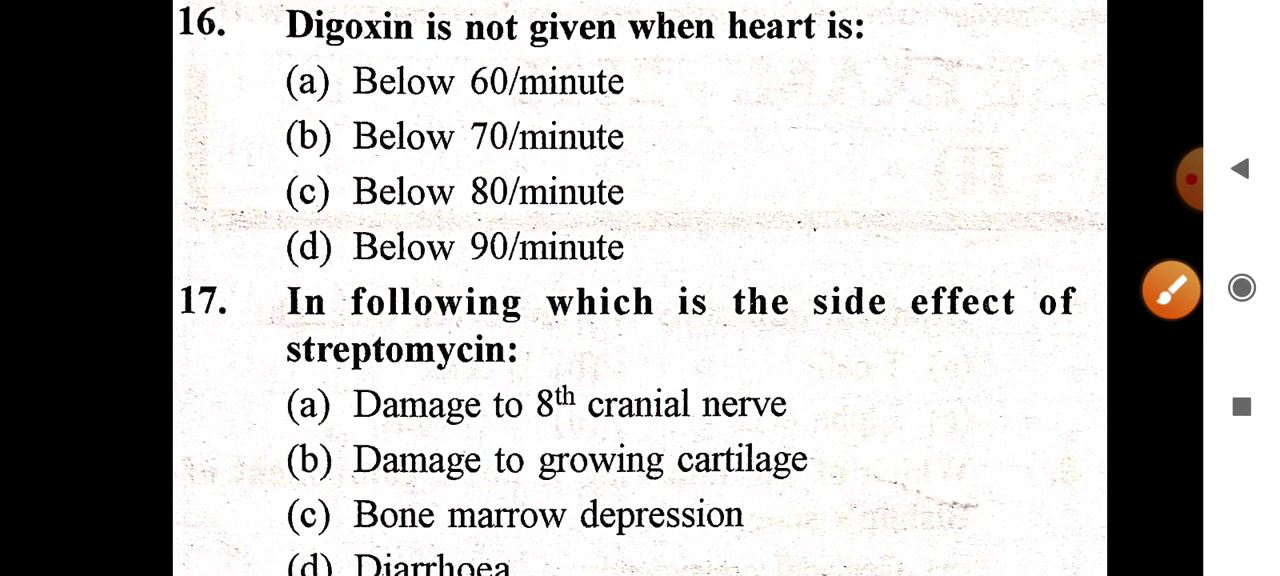 16. Digoxin is not given when heart is:
(a) Below 60/minute
(b) Below 70/minute
(c) Below 80/minute
(d) Below 90/minute
17. In following which is the side effect of
streptomycin:
(a) Damage to 8th cranial nerve
(b) Damage to growing cartilage
(c) Bone marrow depression
(d) Diarrhoea